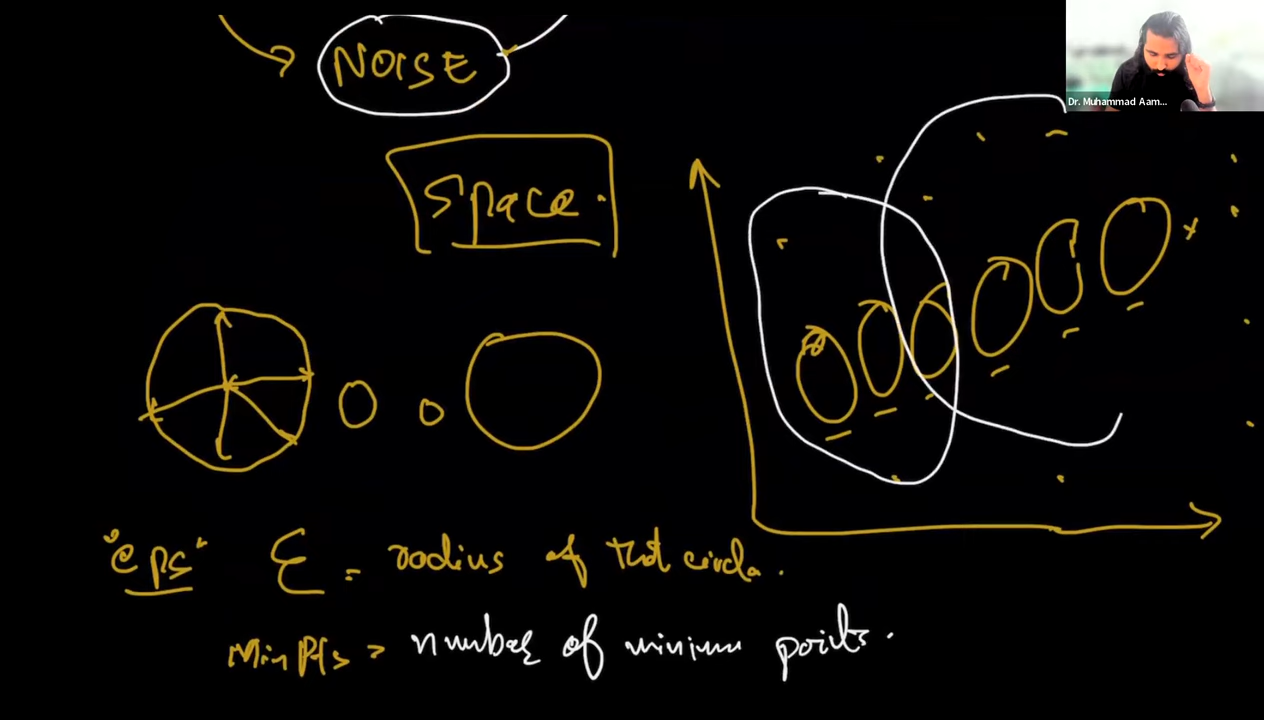 NOISE
Dr. Muhammad Aam...
Space.
"eps" Ɛ = radius of that circle.
MinPts = number of minimum points.